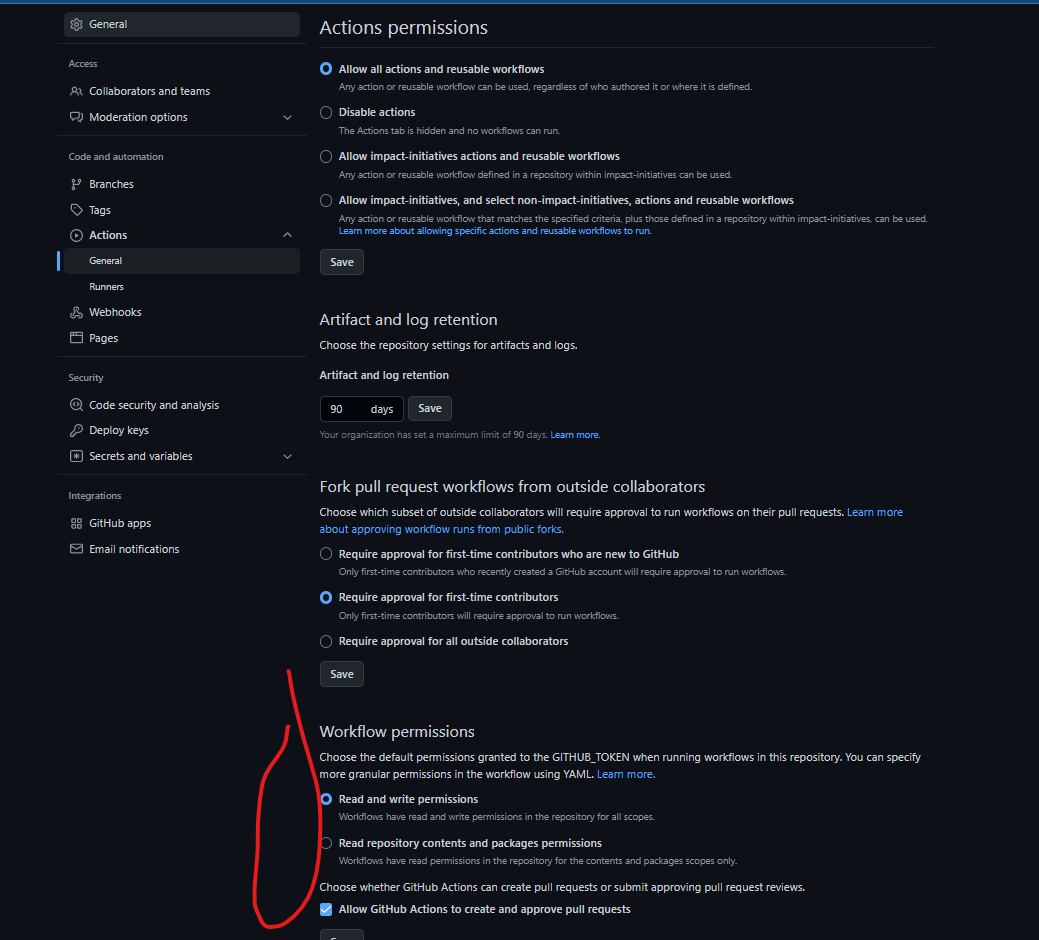 General
Access
Collaborators and teams
Moderation options
Code and automation
Branches
Tags
Actions
General
Runners
Webhooks
Pages
Security
Code security and analysis
Deploy keys
Secrets and variables
Integrations
GitHub apps
Email notifications
Actions permissions
Allow all actions and reusable workflows
Any action or reusable workflow can be used, regardless of who authored it or where it is defined.
Disable actions
The Actions tab is hidden and no workflows can run.
Allow impact-initiatives actions and reusable workflows
Any action or reusable workflow defined in a repository within impact-initiatives can be used.
Allow impact-initiatives, and select non-impact-initiatives, actions and reusable workflows
Any action or reusable workflow that matches the specified criteria, plus those defined in a repository within impact-initiatives, can be used.
Learn more about allowing specific actions and reusable workflows to run.
Save
Artifact and log retention
Choose the repository settings for artifacts and logs.
Artifact and log retention
90 days Save
Your organization has set a maximum limit of 90 days. Learn more.
Fork pull request workflows from outside collaborators
Choose which subset of outside collaborators will require approval to run workflows on their pull requests. Learn more
about approving workflow runs from public forks.
Require approval for first-time contributors who are new to GitHub
Only first-time contributors who recently created a GitHub account will require approval to run workflows.
Require approval for first-time contributors
Only first-time contributors will require approval to run workflows.
Require approval for all outside collaborators
Save
Workflow permissions
Choose the default permissions granted to the GITHUB_TOKEN when running workflows in this repository. You can specify
more granular permissions in the workflow using YAML. Learn more.
Read and write permissions
Workflows have read and write permissions in the repository for all scopes.
Read repository contents and packages permissions
Workflows have read permissions in the repository for the contents and packages scopes only.
Choose whether GitHub Actions can create pull requests or submit approving pull request reviews.
Allow GitHub Actions to create and approve pull requests